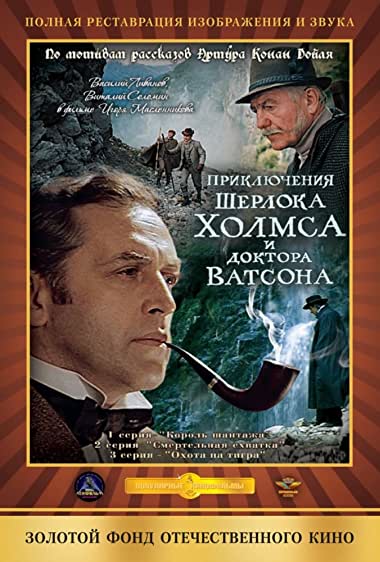 ПОЛНАЯ РЕСТАВРАЦИЯ ИЗОБРАЖЕНИЯ И ЗВУКА
По мотивам рассказов Артура Конан Дойля
Василий Ливанов,
Виталий Соломин
в фильме Игоря Масленникова
ПРИКЛЮЧЕНИЯ
ШЕРЛОКА
ХОЛМСА
И
ДОКТОРА
ВАТСОНА
1 серия - "Король шантажа"
2 серия - "Смертельная схватка"
3 серия - "Охота на тигра"
ЗОЛОТОЙ ФОНД ОТЕЧЕСТВЕННОГО КИНО